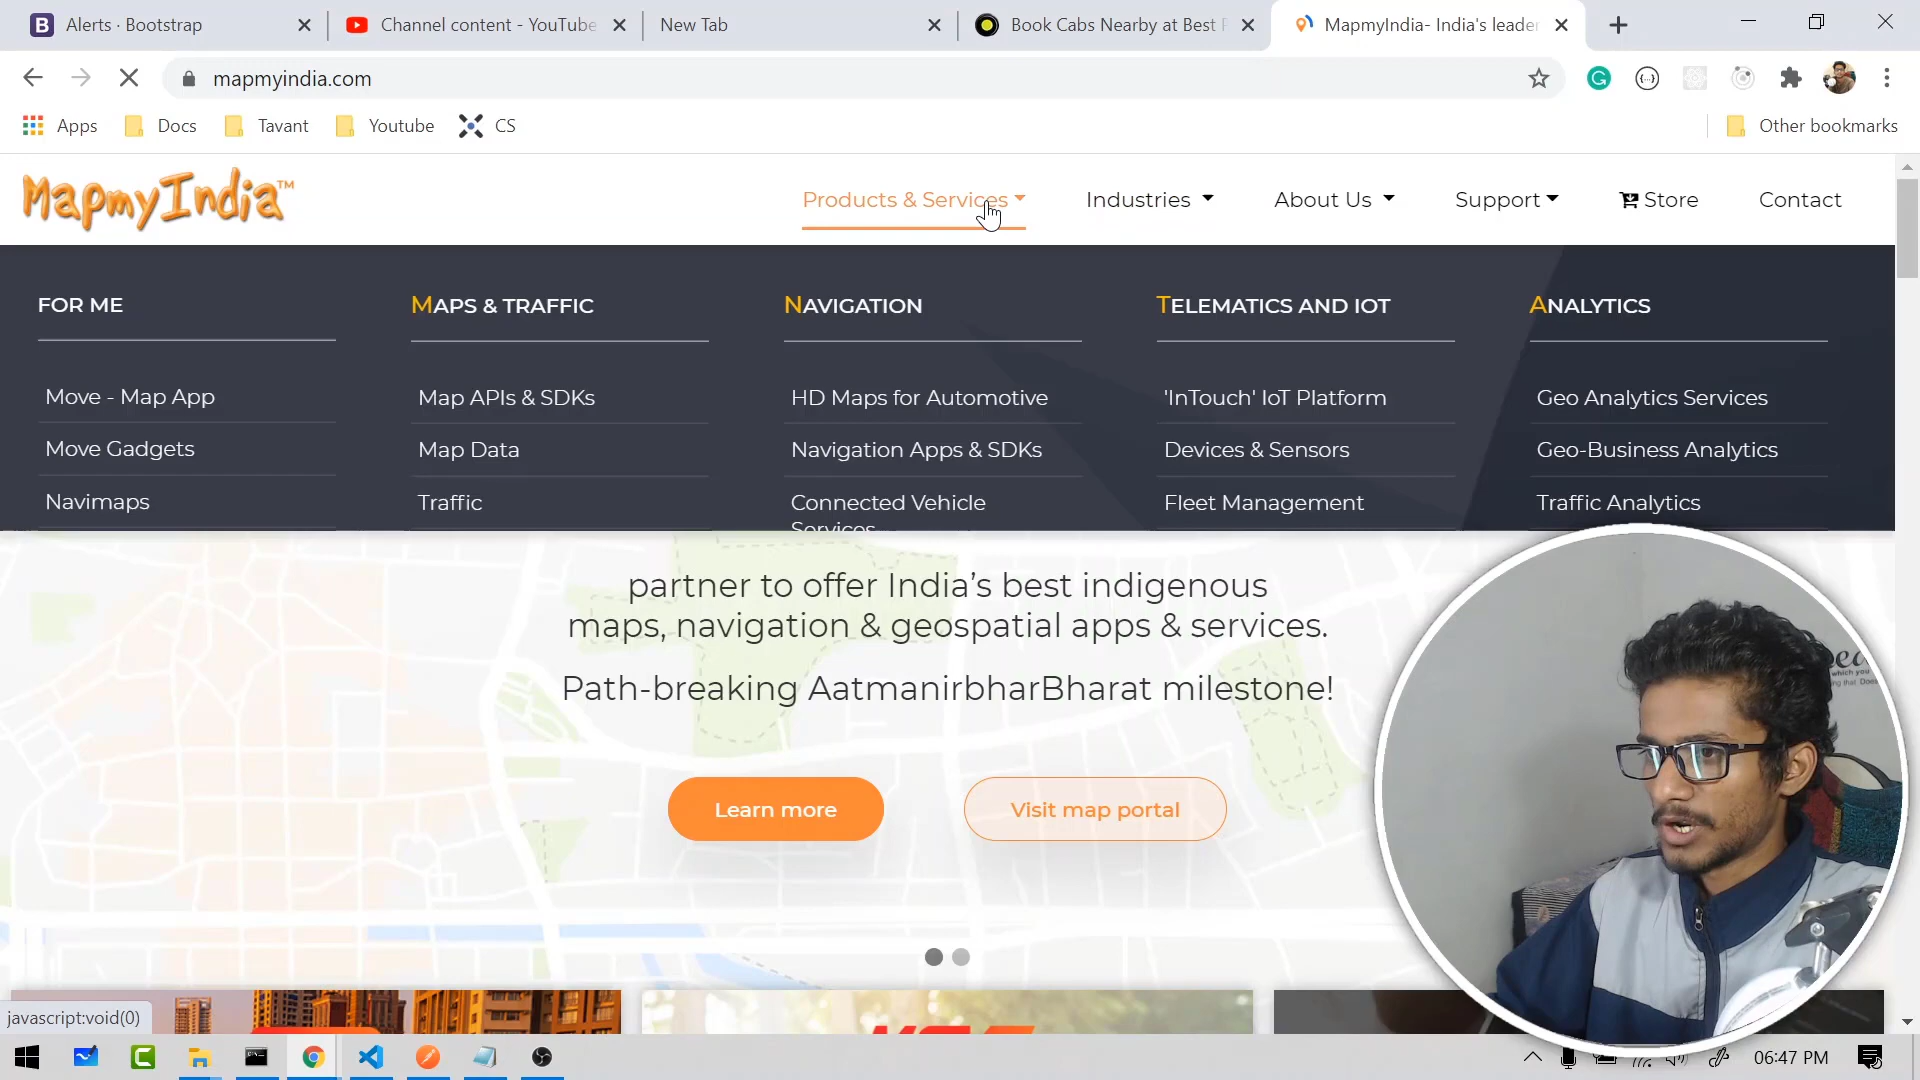 Alerts · Bootstrap
Channel content - YouTube
New Tab
Book Cabs Nearby at Best P
MapmyIndia- India's leader
mapmyindia.com
Apps
Docs
Tavant
Youtube
CS
Other bookmarks
MapmyIndia™
Products & Services
Industries
About Us
Support
Store
Contact
FOR ME
MAPS & TRAFFIC
NAVIGATION
TELEMATICS AND IOT
ANALYTICS
Move - Map App
Map APIs & SDKs
HD Maps for Automotive
'InTouch' IoT Platform
Geo Analytics Services
Move Gadgets
Map Data
Navigation Apps & SDKs
Devices & Sensors
Geo-Business Analytics
Navimaps
Traffic
Connected Vehicle
Services
Fleet Management
Traffic Analytics
partner to offer India's best indigenous
maps, navigation & geospatial apps & services.
Path-breaking AatmanirbharBharat milestone!
Learn more
Visit map portal
javascript:void(0)
06:47 PM